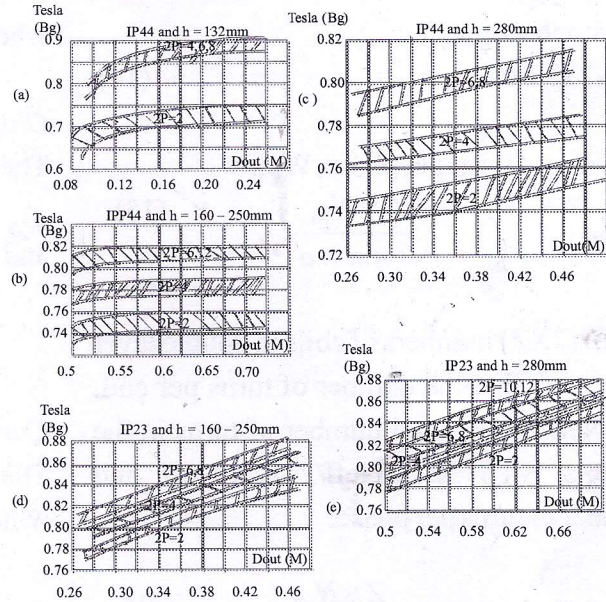 Tesla
(Bg)
IP44 and h = 132mm
0.9
0.8
0.7
0.6
2P=4,6,8
2P=2
(a)
Dout (M)
0.08 0.12 0.16 0.20 0.24
Tesla
(Bg)
IPP44 and h = 160 – 250mm
0.82
0.80
0.78
0.76
0.74
2P=2
(b)
Dout (M)
0.5 0.55 0.6 0.65 0.70
Tesla
(Bg)
IP23 and h = 160 – 250mm
0.88
0.86
0.84
0.82
0.80
0.78
0.76
2P=6,8
2P=4
2P=2
(d)
Dout (M)
0.26 0.30 0.34 0.38 0.42 0.46
Tesla (Bg)
IP44 and h = 280mm
0.82
0.80
0.78
0.76
0.74
0.72
2P=6,8
2P=4
2P=2
(c)
Dout(M)
0.26 0.30 0.34 0.38 0.42 0.46
Tesla
(Bg)
IP23 and h = 280mm
0.88
0.86
0.84
0.82
0.80
0.78
0.76
2P=10,12
2P=6,8
2P=4
2P=2
(e)
Dout (M)
0.5 0.54 0.58 0.62 0.66
of turns per coil